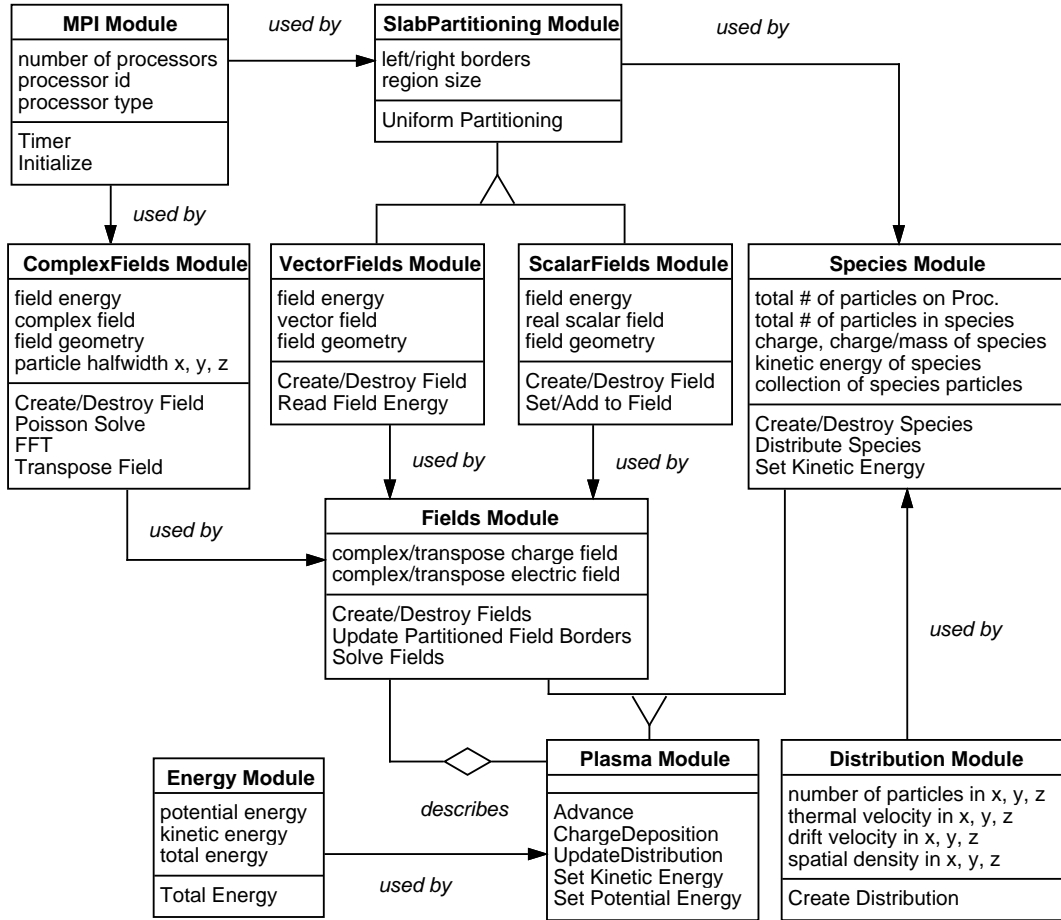 MPI Module
number of processors
processor id
processor type
Timer
Initialize
used by
SlabPartitioning Module
left/right borders
region size
Uniform Partitioning
used by
used by
ComplexFields Module
field energy
complex field
field geometry
particle halfwidth x, y, z
Create/Destroy Field
Poisson Solve
FFT
Transpose Field
VectorFields Module
field energy
vector field
field geometry
Create/Destroy Field
Read Field Energy
ScalarFields Module
field energy
real scalar field
field geometry
Create/Destroy Field
Set/Add to Field
Species Module
total # of particles on Proc.
total # of particles in species
charge, charge/mass of species
kinetic energy of species
collection of species particles
Create/Destroy Species
Distribute Species
Set Kinetic Energy
used by
used by
used by
Fields Module
complex/transpose charge field
complex/transpose electric field
Create/Destroy Fields
Update Partitioned Field Borders
Solve Fields
used by
Energy Module
potential energy
kinetic energy
total energy
Total Energy
describes
used by
Plasma Module
Advance
ChargeDeposition
UpdateDistribution
Set Kinetic Energy
Set Potential Energy
Distribution Module
number of particles in x, y, z
thermal velocity in x, y, z
drift velocity in x, y, z
spatial density in x, y, z
Create Distribution